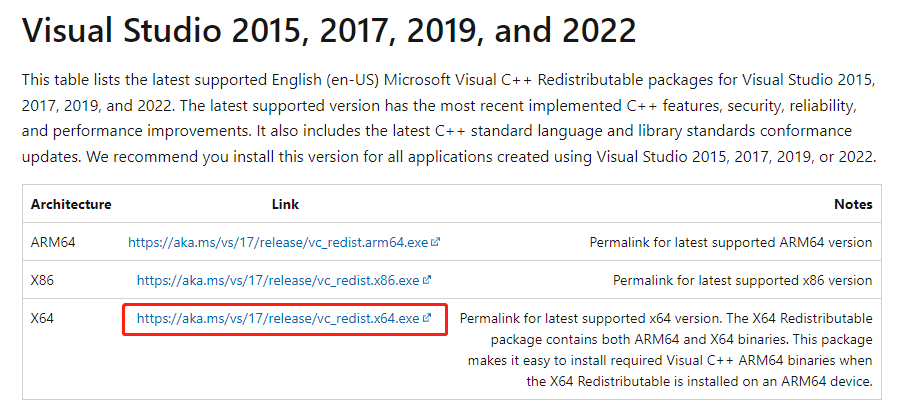 Visual Studio 2015, 2017, 2019, and 2022
This table lists the latest supported English (en-US) Microsoft Visual C++ Redistributable packages for Visual Studio 2015,
2017, 2019, and 2022. The latest supported version has the most recent implemented C++ features, security, reliability,
and performance improvements. It also includes the latest C++ standard language and library standards conformance
updates. We recommend you install this version for all applications created using Visual Studio 2015, 2017, 2019, or 2022.
Architecture Link Notes
ARM64 https://aka.ms/vs/17/release/vc_redist.arm64.exe Permalink for latest supported ARM64 version
X86 https://aka.ms/vs/17/release/vc_redist.x86.exe Permalink for latest supported x86 version
X64 https://aka.ms/vs/17/release/vc_redist.x64.exe Permalink for latest supported x64 version. The X64 Redistributable
package contains both ARM64 and X64 binaries. This package
makes it easy to install required Visual C++ ARM64 binaries when
the X64 Redistributable is installed on an ARM64 device.